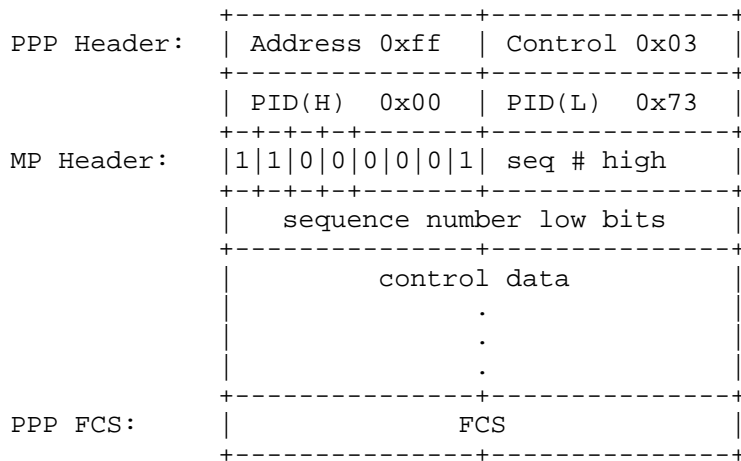 +---------------+---------------+
PPP Header:  | Address 0xff  | Control 0x03  |
             +---------------+---------------+
             | PID(H)  0x00  | PID(L)  0x73  |
             +-+-+-+-+-------+---------------+
MP Header:   |1|1|0|0|0|0|0|1| seq # high    |
             +-+-+-+-+-------+---------------+
             |   sequence number low bits    |
             +---------------+---------------+
             |         control data          |
             |               .               |
             |               .               |
             |               .               |
             +---------------+---------------+
PPP FCS:     |              FCS              |
             +---------------+---------------+